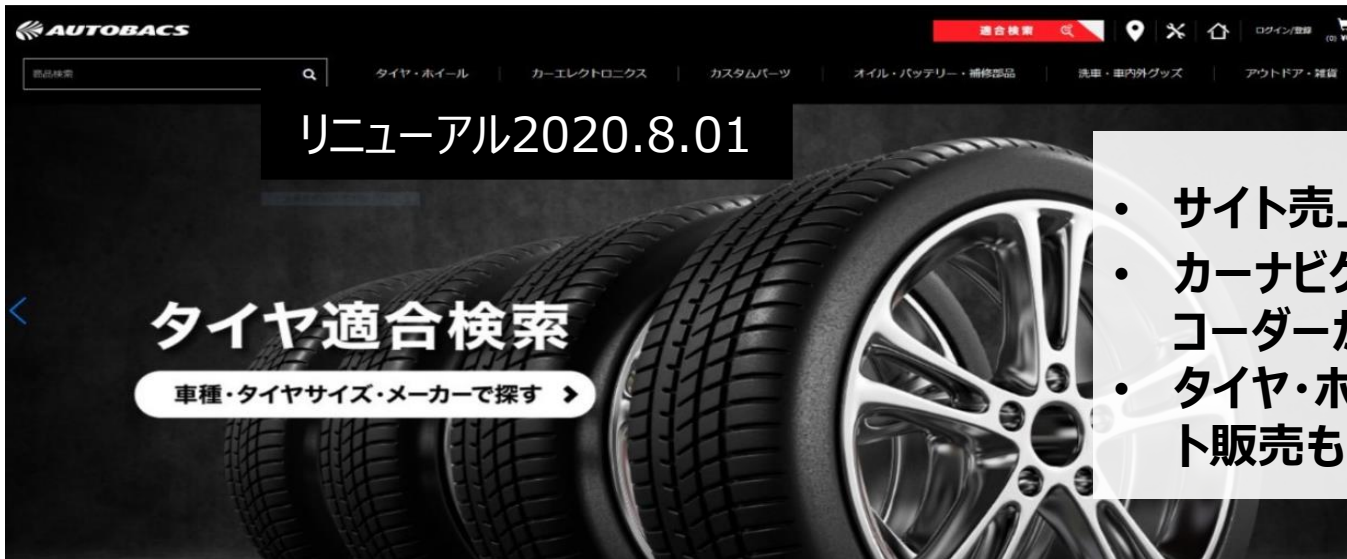 AUTOBACS
適合検索
ログイン/登録
(0)
商品検索
タイヤ・ホイール
カーエレクトロニクス
カスタムパーツ
オイル・バッテリー・補修部品
洗車・車内外グッズ
アウトドア・雑貨
リニューアル2020.8.01
タイヤ適合検索
車種・タイヤサイズ・メーカーで探す
• サイト売上
• カーナビゲ
コーダーが
• タイヤ・ホ
ト販売も